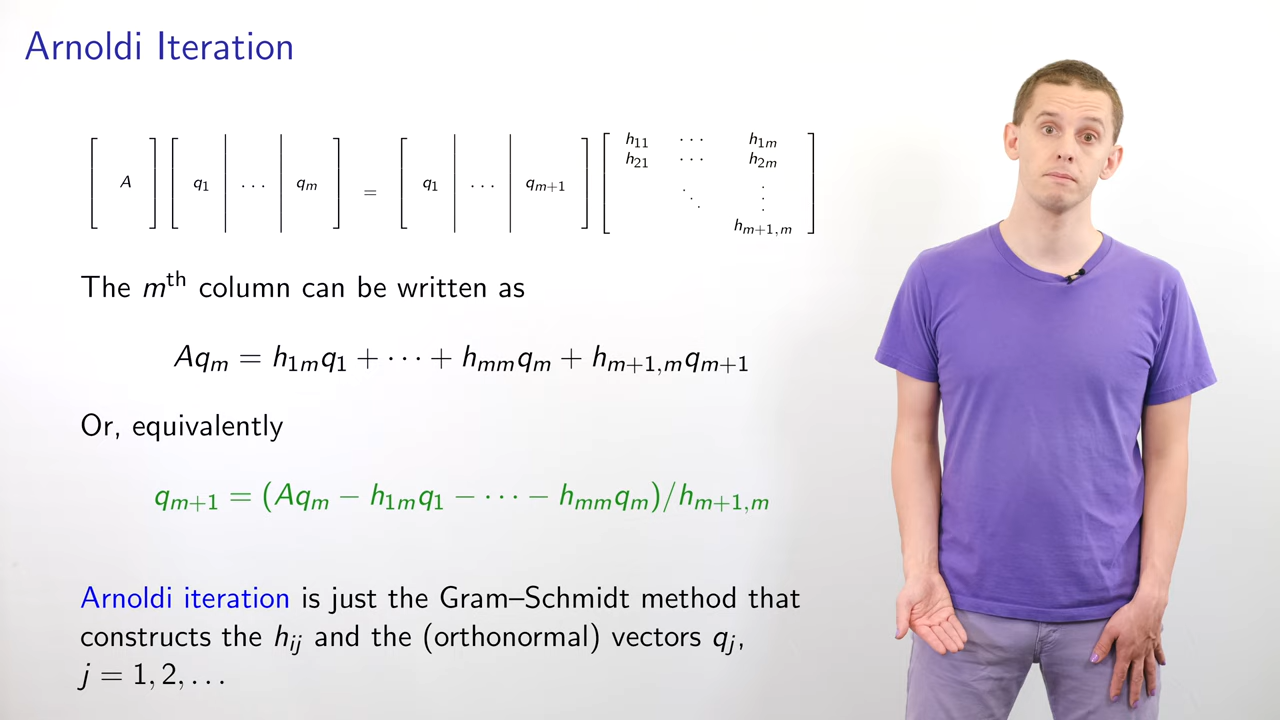 Arnoldi Iteration
[ A ] [ q₁ | ⋯ | qₘ ] = [ q₁ | ⋯ | qₘ₊₁ ] [ h₁₁ ⋯ h₁ₘ
h₂₁ ⋯ h₂ₘ
⋱ ⋮
hₘ₊₁,ₘ ]
The mᵗʰ column can be written as
Aqₘ = h₁ₘq₁ + ⋯ + hₘₘqₘ + hₘ₊₁,ₘqₘ₊₁
Or, equivalently
qₘ₊₁ = (Aqₘ − h₁ₘq₁ − ⋯ − hₘₘqₘ)/hₘ₊₁,ₘ
Arnoldi iteration is just the Gram–Schmidt method that
constructs the hᵢⱼ and the (orthonormal) vectors qⱼ,
j = 1, 2, …